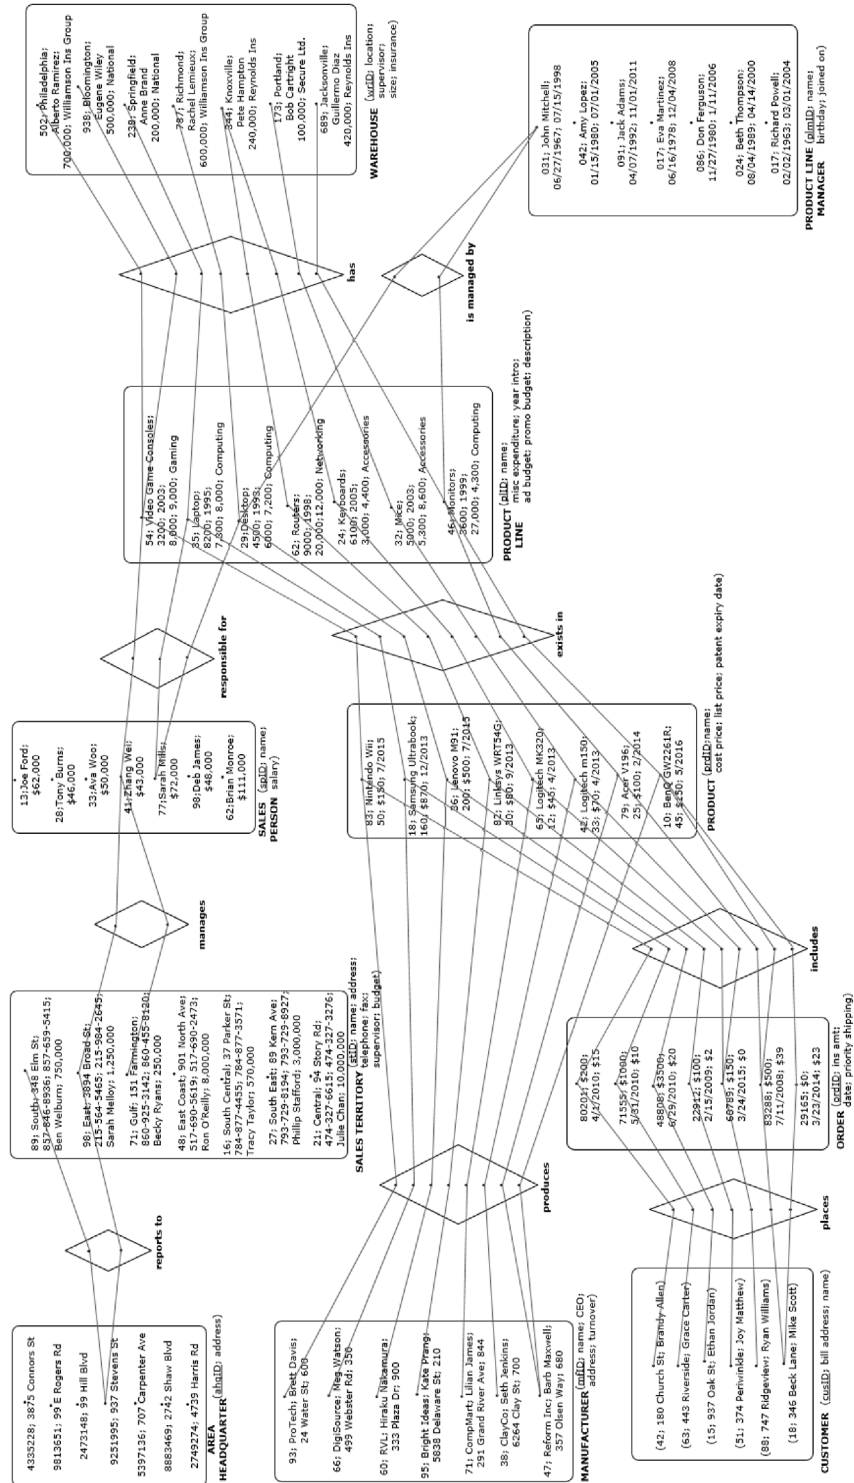 4335228; 3875 Connors St
9813651; 99 E Rogers Rd
2473148; 99 Hill Blvd
9251995; 937 Stevens St
5397136; 707 Carpenter Ave
8883469; 2742 Shaw Blvd
2749274; 4739 Harris Rd
AREA
HEADQUARTER (ahqID; address)
reports to
89; South; 348 Elm St;
857-846-8936; 857-659-5415;
Ben Welburn; 750,000
98; East; 2894 Broad St;
215-564-5465; 215-984-2645;
Sarah Melloy; 1,250,000
71; Gulf; 151 Farmington;
860-925-3142; 860-455-8120;
Becky Ryans; 250,000
48; East Coast; 901 North Ave;
517-690-5619; 517-690-2473;
Ron O'Reilly; 8,000,000
16; South Central; 37 Parker St;
784-877-4455; 784-877-3571;
Tracy Taylor; 570,000
27; South East; 89 Kern Ave;
793-729-8194; 793-729-8927;
Phillip Stafford; 3,000,000
21; Central; 94 Story Rd;
474-327-6615; 474-327-3276;
Julie Chan; 10,000,000
SALES TERRITORY (stID; name; address;
telephone; fax;
supervisor; budget)
manages
13;Joe Ford;
$62,000
28;Tony Burns;
$46,000
33;Ava Woo;
$50,000
41;Zhang Wei;
$43,000
77;Sarah Mills;
$72,000
98;Deb James;
$48,000
62;Brian Monroe;
$111,000
SALES (spID; name;
PERSON salary)
responsible for
54; Video Game Consoles;
3200; 2003;
8,000; 9,000; Gaming
35; Laptop;
8200; 1995;
7,300; 8,000; Computing
29;Desktop;
4500; 1993;
6000; 7,200; Computing
62; Routers;
9000; 1998;
20,000;12,000; Networking
24; Keyboards;
6100; 2005;
3,000; 4,400; Accessories
32; Mice;
5000; 2003;
5,300; 8,600; Accessories
46; Monitors;
3600; 1999;
27,000; 4,300; Computing
PRODUCT (plID; name;
LINE misc expenditure; year intro;
ad budget; promo budget; description)
has
502; Philadelphia;
Alberto Ramirez;
700,000; Williamson Ins Group
938; Bloomington;
Eugene Wiley
500,000; National
239; Springfield;
Anne Brand
200,000; National
787; Richmond;
Rachel Lemieux;
600,000; Williamson Ins Group
344; Knoxville;
Pete Hampton
240,000; Reynolds Ins
173; Portland;
Bob Cartright
100,000; Secure Ltd.
689; Jacksonville;
Guillermo Diaz
420,000; Reynolds Ins
WAREHOUSE (wrID; location;
supervisor;
size; insurance)
93; ProTech; Brett Davis;
24 Water St; 600
66; DigiSource; Meg Watson;
499 Webster Rd; 350
60; RVL; Hiraku Nakamura;
333 Plaza Dr; 900
95; Bright Ideas; Kate Prang;
5838 Delaware St; 210
71; CompMart; Lilian James;
291 Grand River Ave; 844
38; ClayCo; Seth Jenkins;
6264 Clay St; 700
47; Reform Inc; Barb Maxwell;
357 Olsen Way; 680
MANUFACTURER (mfID; name; CEO;
address; turnover)
produces
83; Nintendo Wii;
50; $150; 7/2015
18; Samsung Ultrabook;
160; $870; 12/2013
36; Lenovo M91;
200; $500; 7/2015
82; Linksys WRT54G;
30; $80; 9/2013
65; Logitech MK320;
12; $45; 4/2013
42; Logitech m150;
33; $70; 4/2013
79; Acer V196;
25; $100; 2/2014
10; BenQ GW2261R;
45; $250; 5/2016
PRODUCT (prdID;name;
cost price; list price; patent expiry date)
exists in
is managed by
031; John Mitchell;
06/27/1967; 07/15/1998
042; Amy Lopez;
01/15/1980; 07/01/2005
091; Jack Adams;
04/07/1992; 11/01/2011
017; Eva Martinez;
06/16/1978; 12/04/2008
086; Don Ferguson;
11/27/1980; 1/11/2006
024; Beth Thompson;
08/04/1989; 04/14/2000
017; Richard Powell;
02/02/1963; 03/01/2004
PRODUCT LINE (plmID; name;
MANAGER birthday; joined on)
(42; 180 Church St; Brandy Allen)
(63; 443 Riverside; Grace Carter)
(15; 937 Oak St; Ethan Jordan)
(51; 374 Periwinkle; Joy Matthew)
(88; 747 Ridgeview; Ryan Williams)
(18; 346 Beck Lane; Mike Scott)
CUSTOMER (cusID; bill address; name)
places
80201; $200;
4/1/2010; $15
71555; $1000;
5/31/2010; $10
48808; $3500;
6/29/2010; $20
22912; $100;
2/15/2009; $2
60789; $150;
3/24/2015; $0
83288; $500;
7/11/2008; $39
29165; $0;
3/23/2014; $23
ORDER (ordID; ins amt;
date; priority shipping)
includes